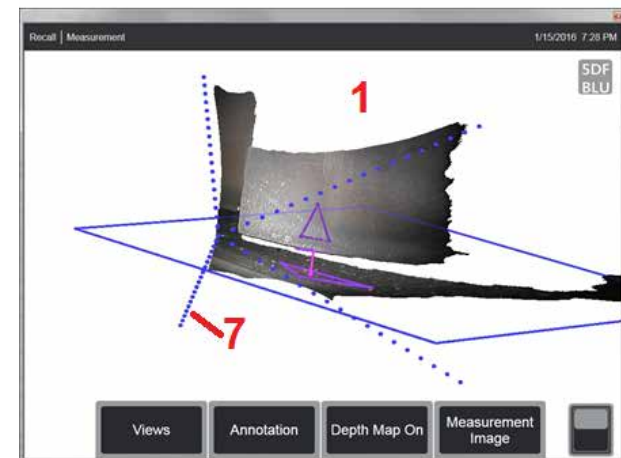 Recall | Measurement
1/15/2016 7:28 PM
SDF
BLU
1
7
Views
Annotation
Depth Map On
Measurement
Image